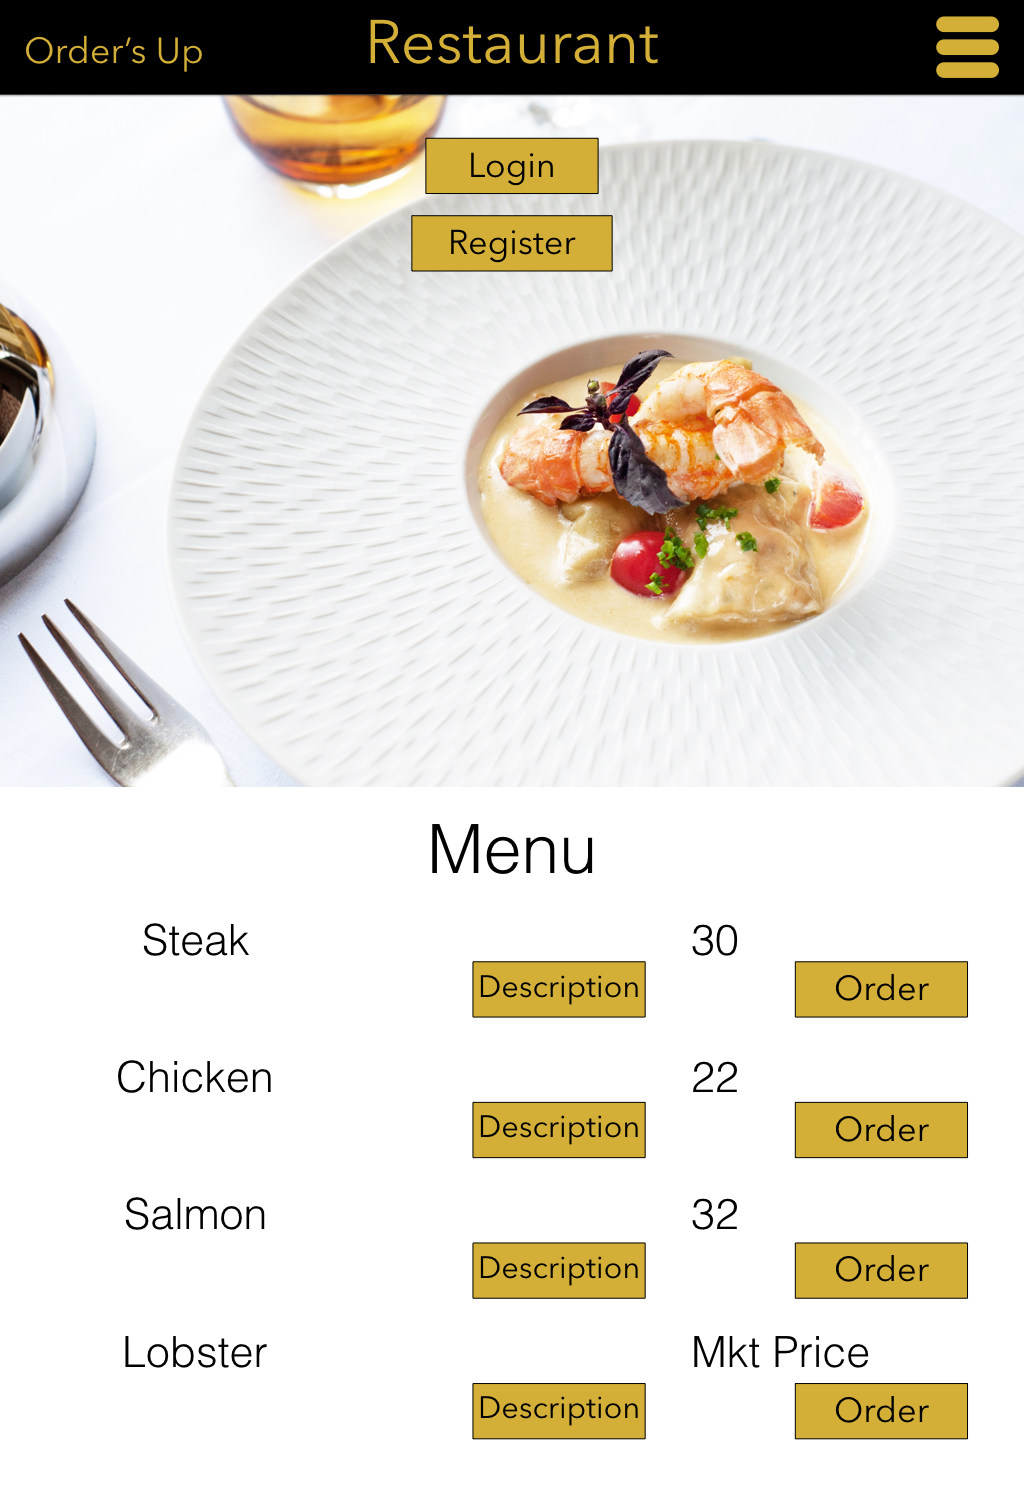 Order’s Up
Restaurant
Login
Register
Menu
Steak
30
Description
Order
Chicken
22
Description
Order
Salmon
32
Description
Order
Lobster
Mkt Price
Description
Order